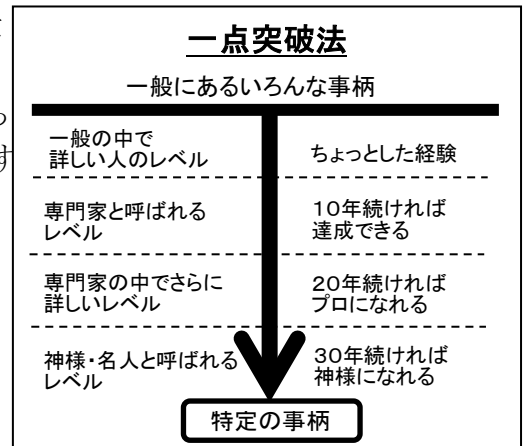 一点突破法
一般にあるいろんな事柄
一般の中で
詳しい人のレベル
ちょっとした経験
専門家と呼ばれる
レベル
10年続ければ
達成できる
専門家の中でさらに
詳しいレベル
20年続ければ
プロになれる
神様・名人と呼ばれる
レベル
30年続ければ
神様になれる
特定の事柄